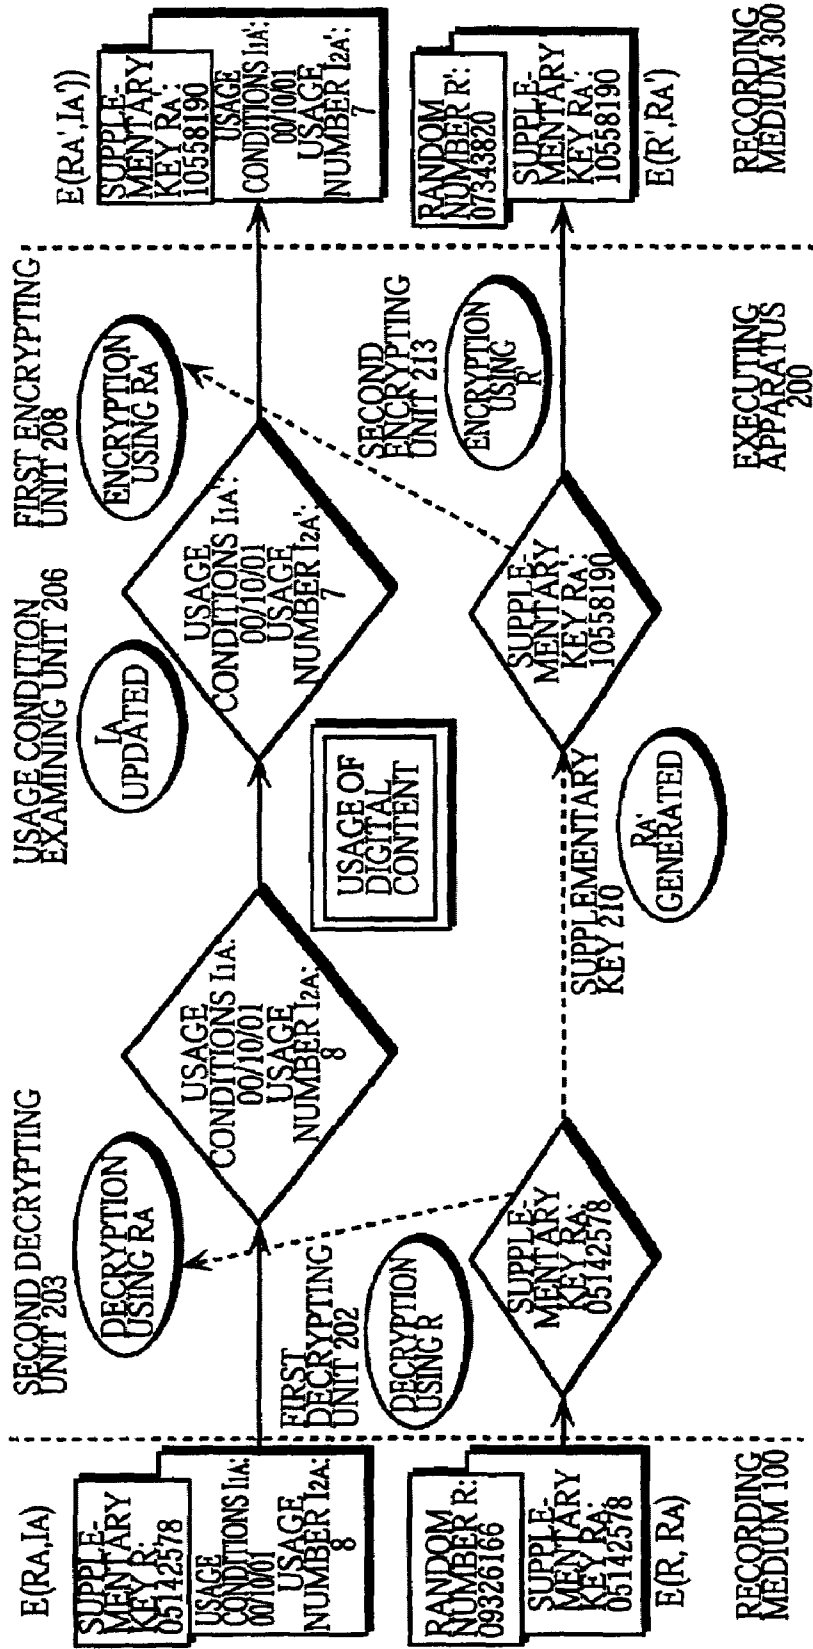 E(RA,IA)
SUPPLE-
MENTARY
KEY R:
05142578
USAGE
CONDITIONS I1A:
00/10/01
USAGE
NUMBER I2A:
8
RANDOM
NUMBER R:
09326166
SUPPLE-
MENTARY
KEY RA:
05142578
E(R, RA)
RECORDING
MEDIUM 100
SECOND DECRYPTING
UNIT 203
DECRYPTION
USING RA
FIRST
DECRYPTING
UNIT 202
DECRYPTION
USING R
SUPPLE-
MENTARY
KEY RA:
05142578
USAGE
CONDITIONS I1A:
00/10/01
USAGE
NUMBER I2A:
8
USAGE OF
DIGITAL
CONTENT
SUPPLEMENTARY
KEY 210
RA'
GENERATED
USAGE CONDITION
EXAMINING UNIT 206
IA
UPDATED
USAGE
CONDITIONS I1A':
00/10/01
USAGE
NUMBER I2A':
7
SUPPLE-
MENTARY
KEY RA':
10558190
FIRST ENCRYPTING
UNIT 208
ENCRYPTION
USING RA'
SECOND
ENCRYPTING
UNIT 213
ENCRYPTION
USING
R'
EXECUTING
APPARATUS
200
E(RA',IA'))
SUPPLE-
MENTARY
KEY RA':
10558190
USAGE
CONDITIONS I1A':
00/10/01
USAGE
NUMBER I2A':
7
RANDOM
NUMBER R':
07343820
SUPPLE-
MENTARY
KEY RA':
10558190
E(R',RA')
RECORDING
MEDIUM 300